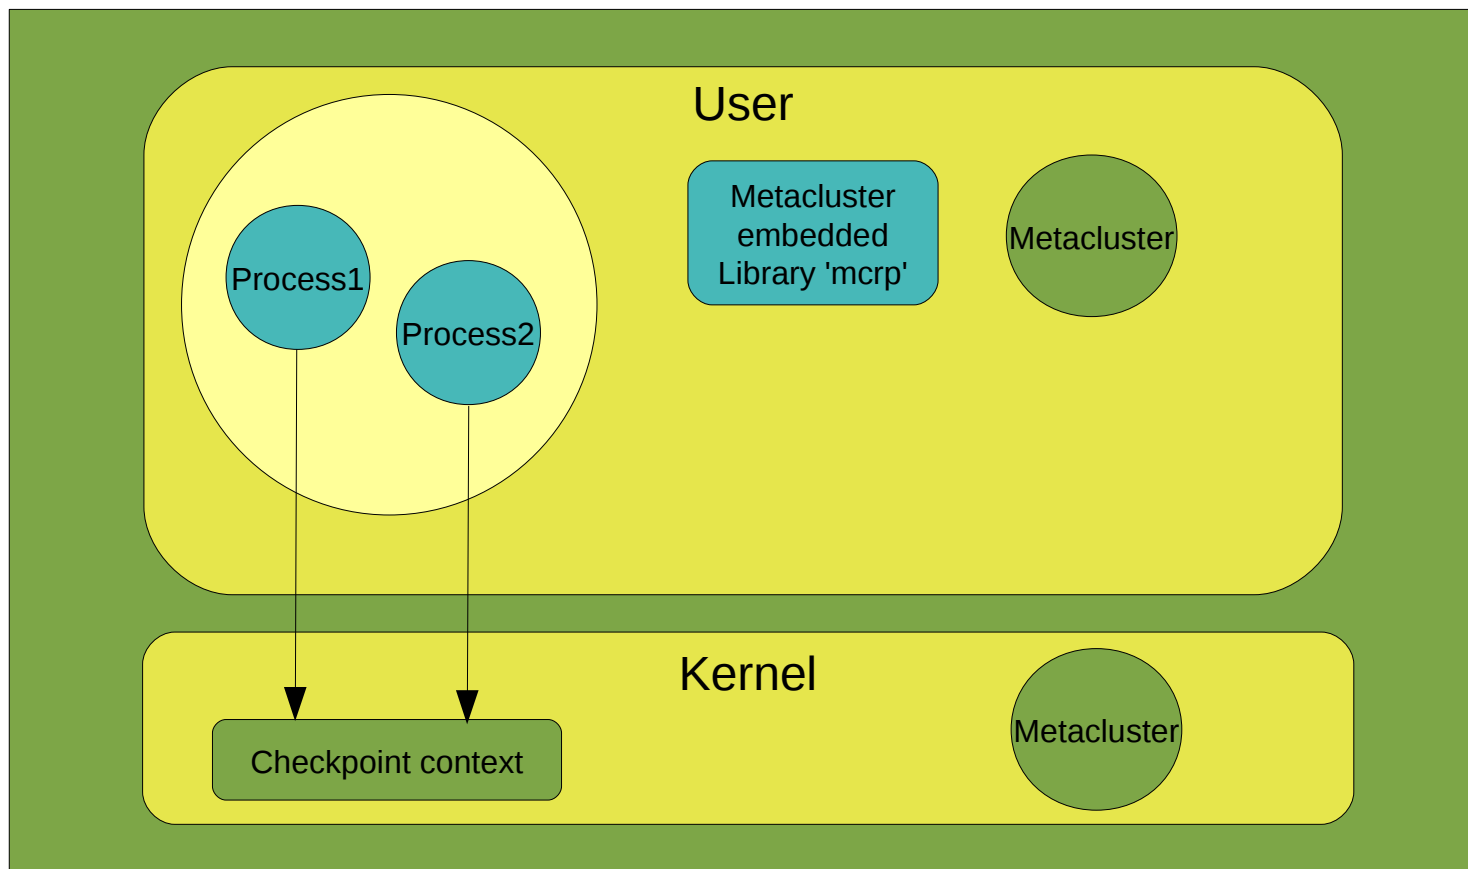 User
Metacluster
embedded
Library 'mcrp'
Metacluster
Process1
Process2
Kernel
Metacluster
Checkpoint context